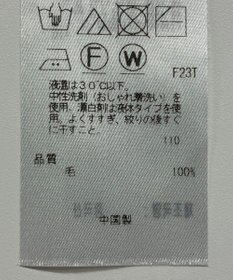 F
W
F23T
液温は30℃以下、
中性洗剤(おしゃれ着洗い)を
使用。漂白剤は液体タイプを使
用。よくすすぎ、絞りの後すぐ
に干すこと。
110
品質
毛 100%
中国製